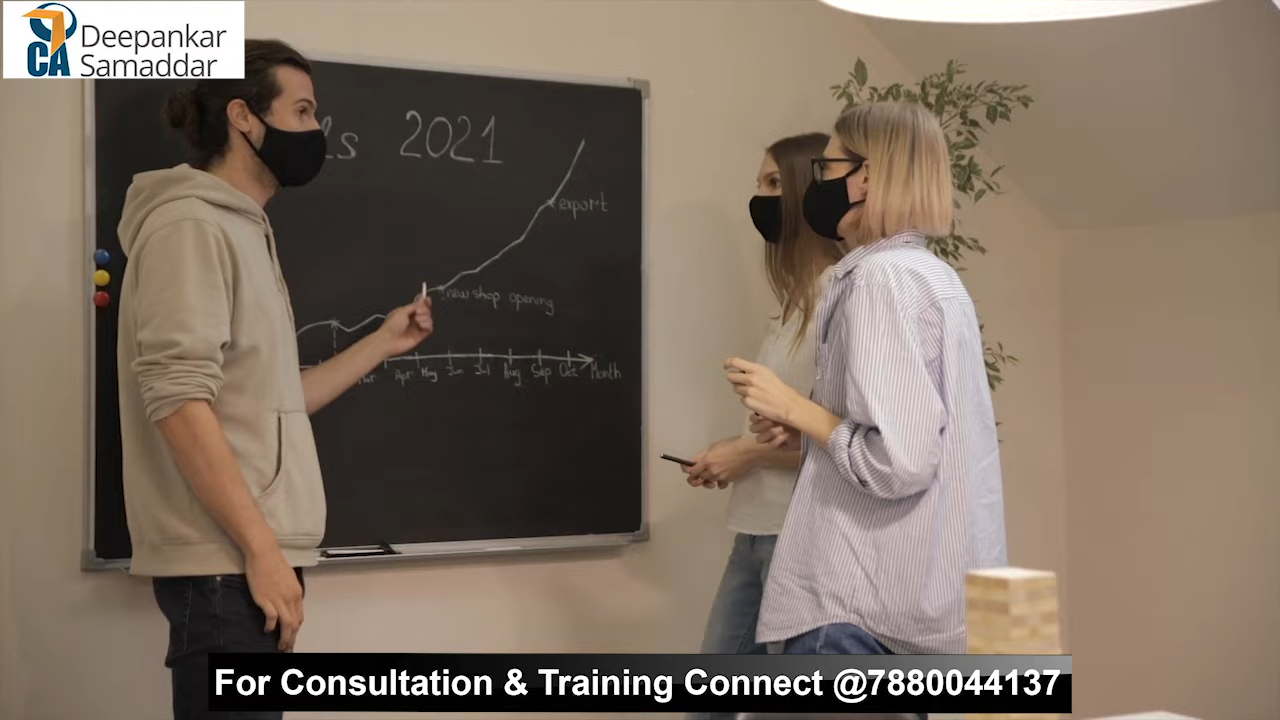 CA
Deepankar
Samaddar
2021
export
new shop opening
Apr May Jun Jul Aug Sep Oct Month
For Consultation & Training Connect @7880044137